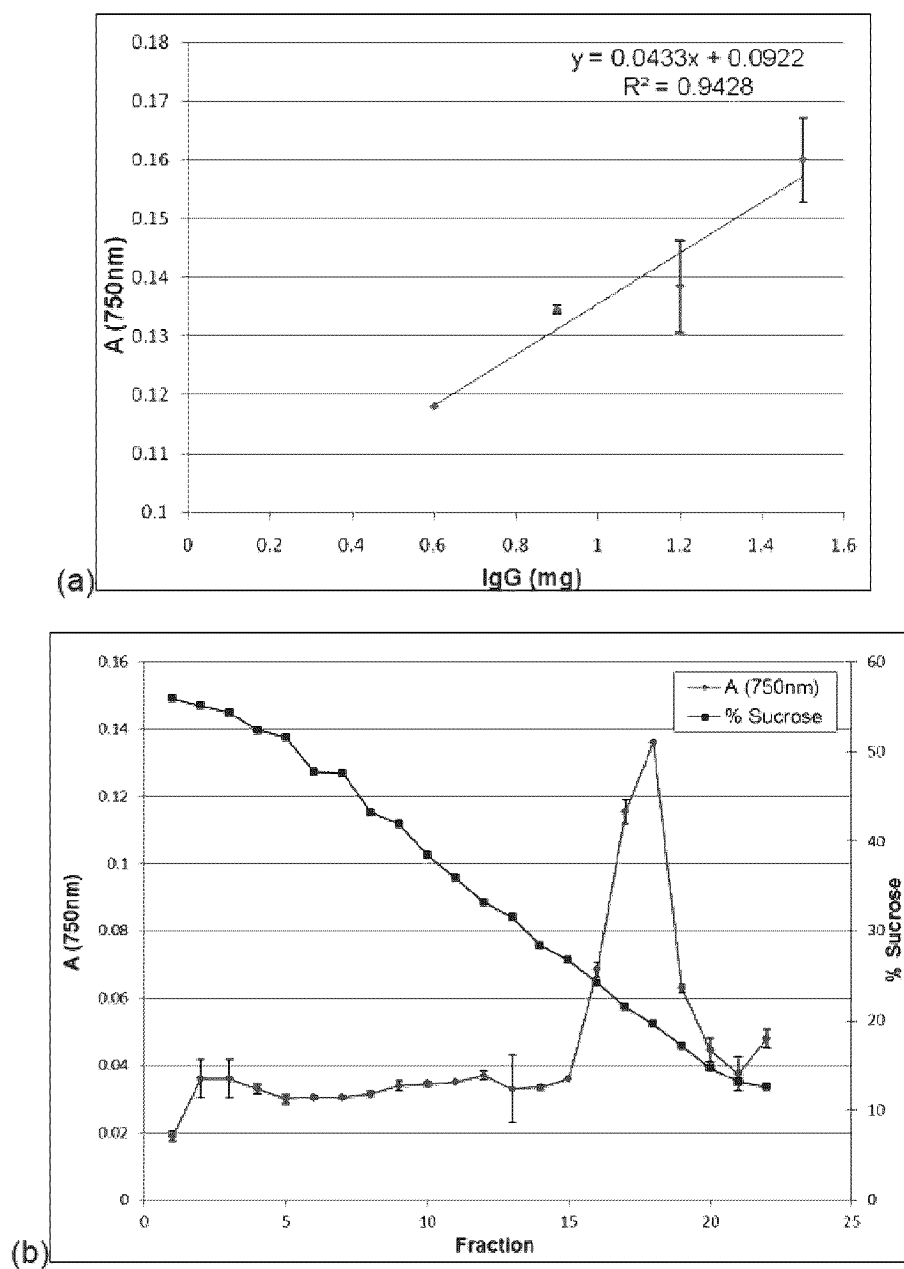 0.18
y = 0.0433x + 0.0922
R² = 0.9428
0.17
0.16
0.15
0.14
0.13
0.12
0.11
0.1
A (750nm)
0 0.2 0.4 0.6 0.8 1 1.2 1.4 1.6
IgG (mg)
(a)
0.16
0.14
0.12
0.1
0.08
0.06
0.04
0.02
0
A (750nm)
A (750nm)
% Sucrose
60
50
40
30
20
10
0
% Sucrose
0 5 10 15 20 25
Fraction
(b)